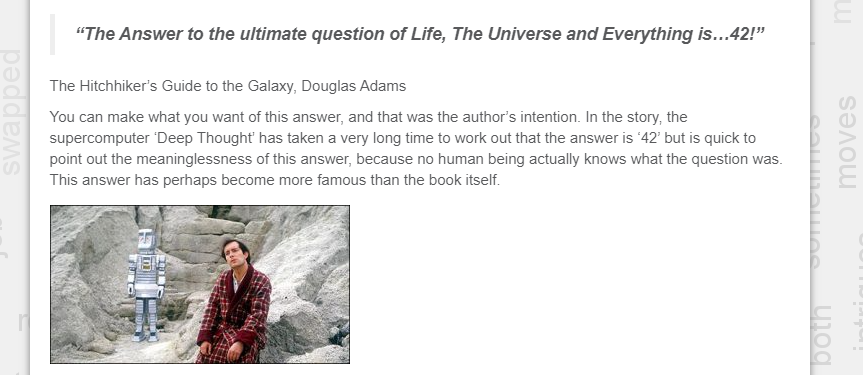 “The Answer to the ultimate question of Life, The Universe and Everything is…42!”
The Hitchhiker’s Guide to the Galaxy, Douglas Adams
You can make what you want of this answer, and that was the author’s intention. In the story, the
supercomputer ‘Deep Thought’ has taken a very long time to work out that the answer is ‘42’ but is quick to
point out the meaninglessness of this answer, because no human being actually knows what the question was.
This answer has perhaps become more famous than the book itself.
swapped
moves
sometimes
both